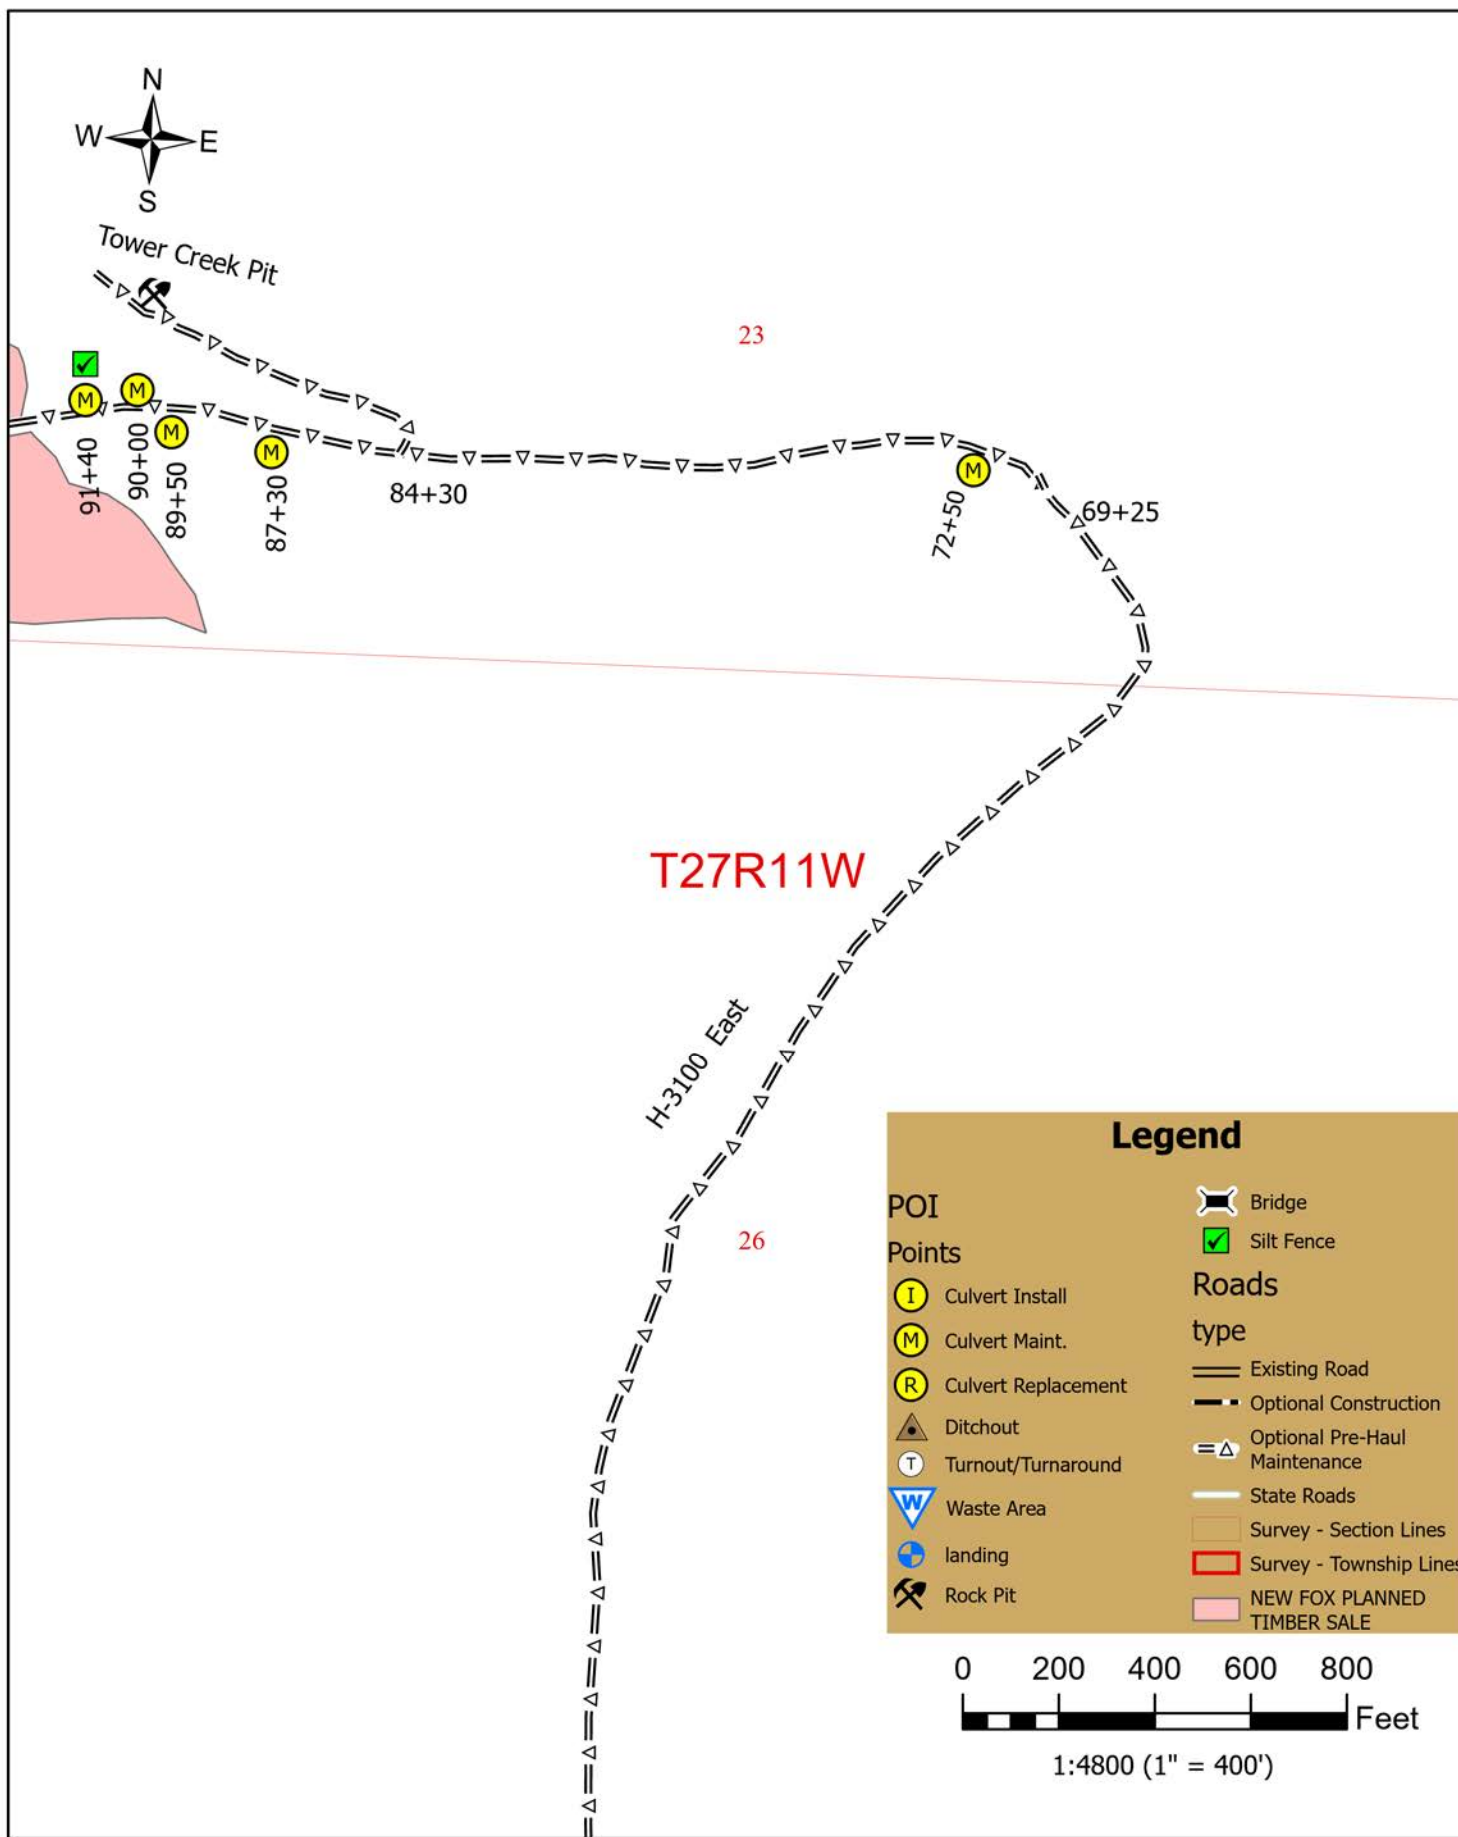 N
W E
S
Tower Creek Pit
23
M
M
M
M
M
91+40
90+00
89+50
87+30
84+30
72+50
69+25
T27R11W
H-3100 East
26
Legend
POI
Points
I Culvert Install
M Culvert Maint.
R Culvert Replacement
Ditchout
T Turnout/Turnaround
W Waste Area
landing
Rock Pit
Bridge
Silt Fence
Roads
type
Existing Road
Optional Construction
Optional Pre-Haul
Maintenance
State Roads
Survey - Section Lines
Survey - Township Lines
NEW FOX PLANNED
TIMBER SALE
0 200 400 600 800
Feet
1:4800 (1" = 400')